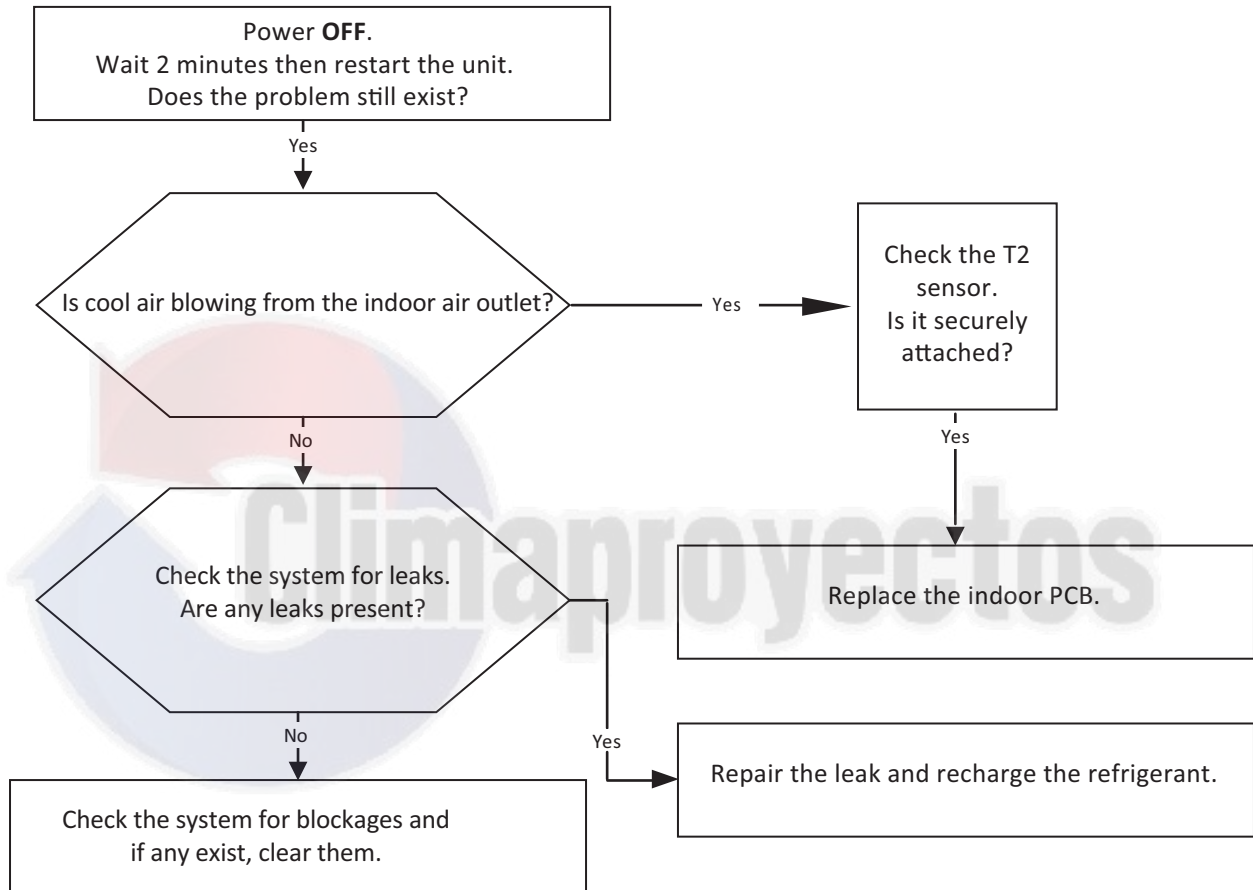 Power OFF.
Wait 2 minutes then restart the unit.
Does the problem still exist?
Yes
Is cool air blowing from the indoor air outlet?
Yes
Check the T2
sensor.
Is it securely
attached?
No
Yes
Check the system for leaks.
Are any leaks present?
Replace the indoor PCB.
No
Yes
Repair the leak and recharge the refrigerant.
Check the system for blockages and
if any exist, clear them.
Climaproyectos